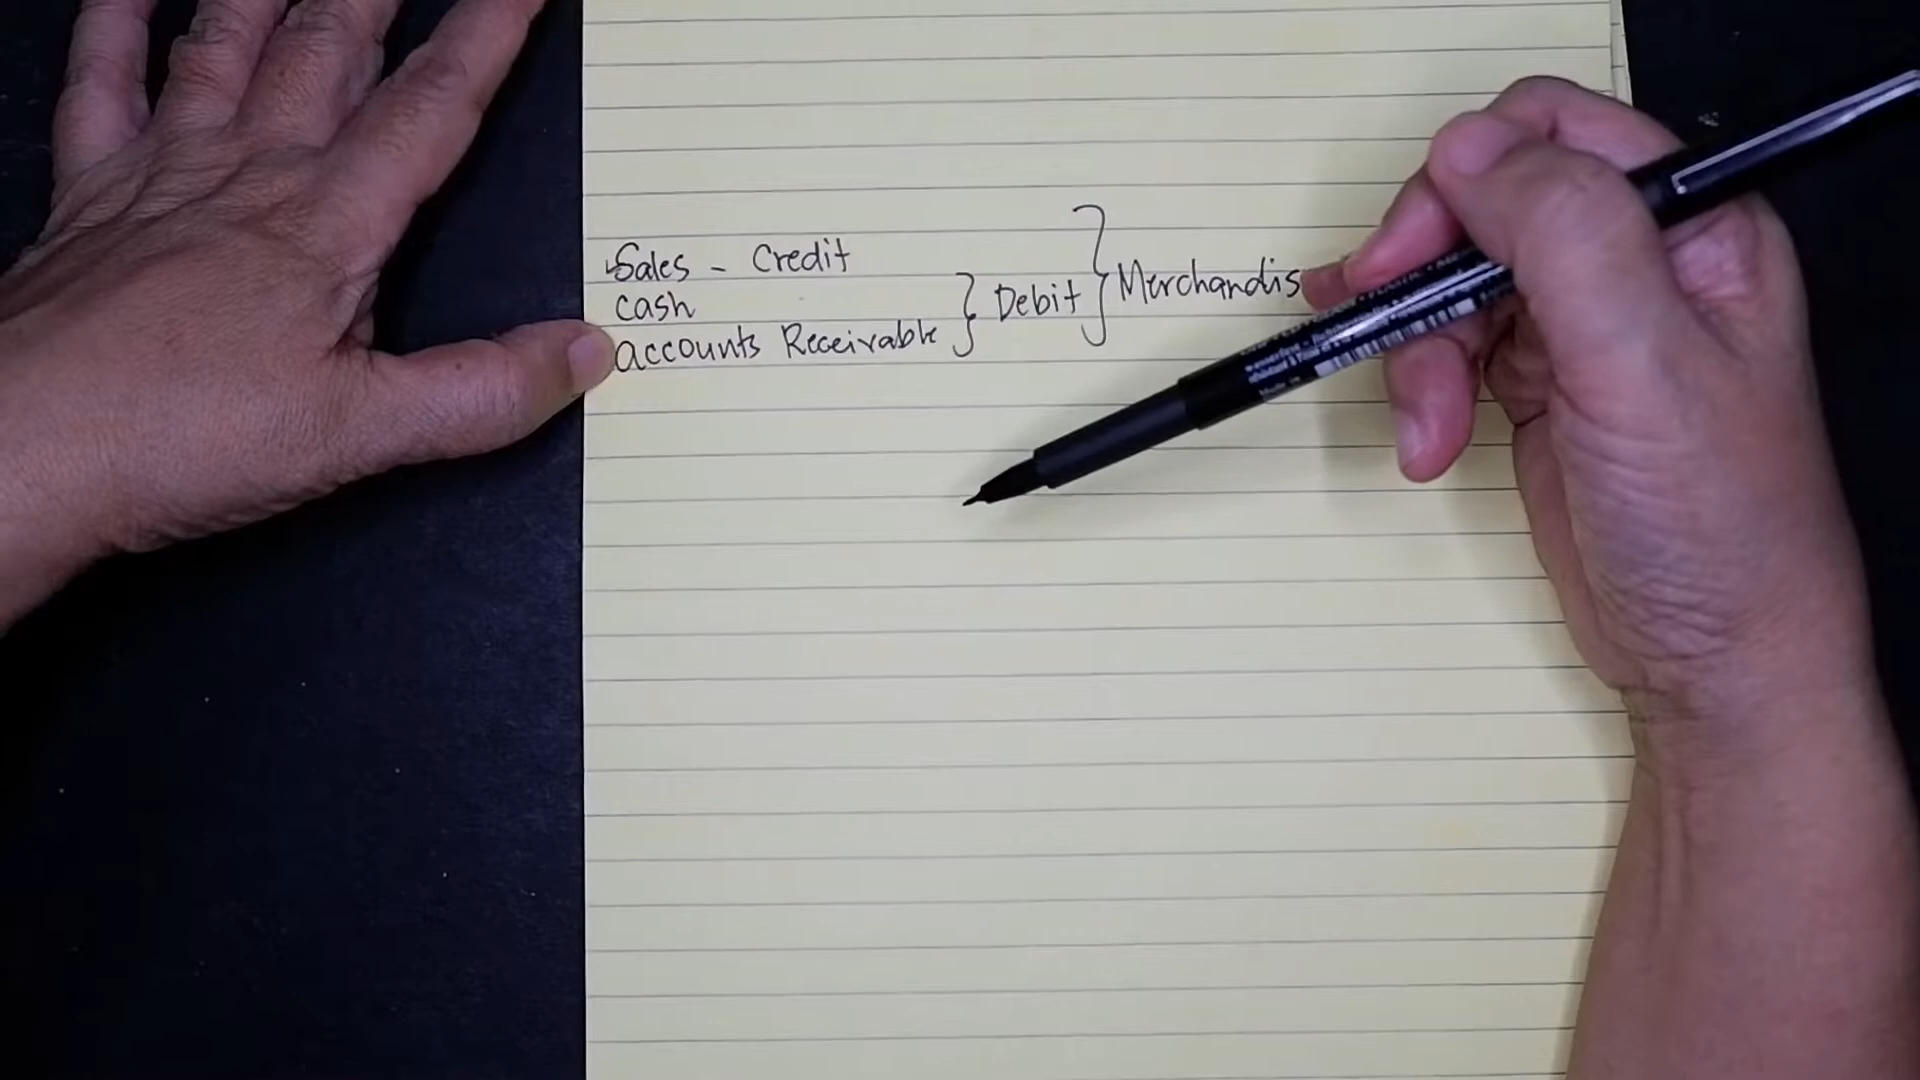 Sales - Credit
cash
accounts Receivable } Debit } Merchandis